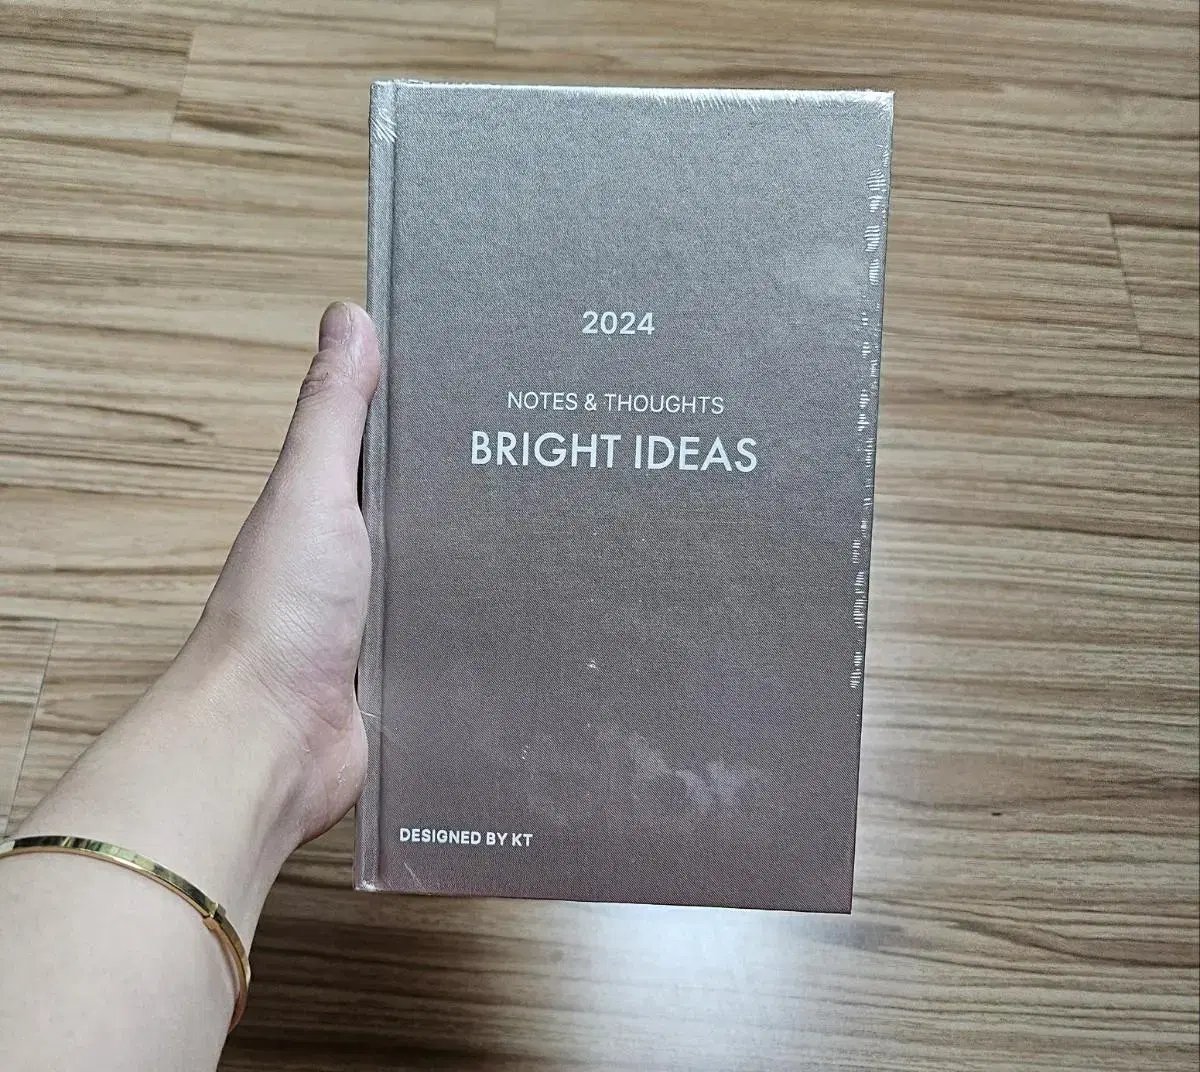 2024
NOTES & THOUGHTS
BRIGHT IDEAS
DESIGNED BY KT